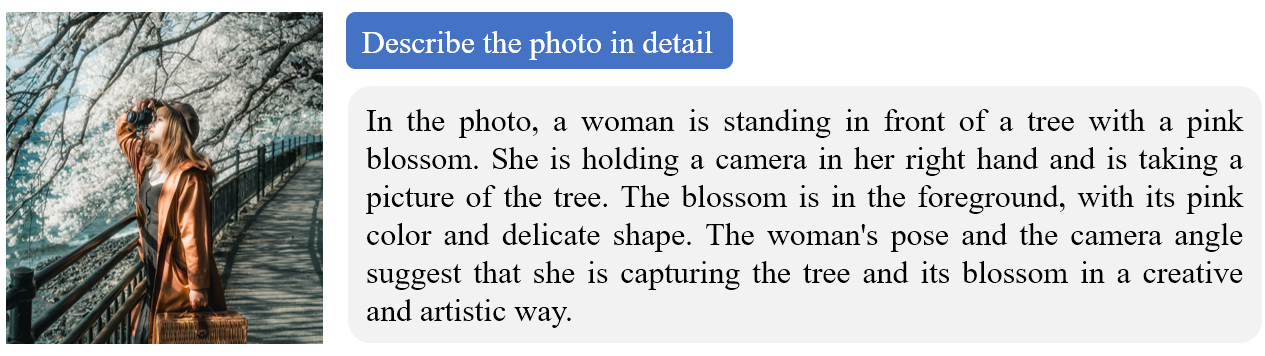 Describe the photo in detail
In the photo, a woman is standing in front of a tree with a pink
blossom. She is holding a camera in her right hand and is taking a
picture of the tree. The blossom is in the foreground, with its pink
color and delicate shape. The woman's pose and the camera angle
suggest that she is capturing the tree and its blossom in a creative
and artistic way.